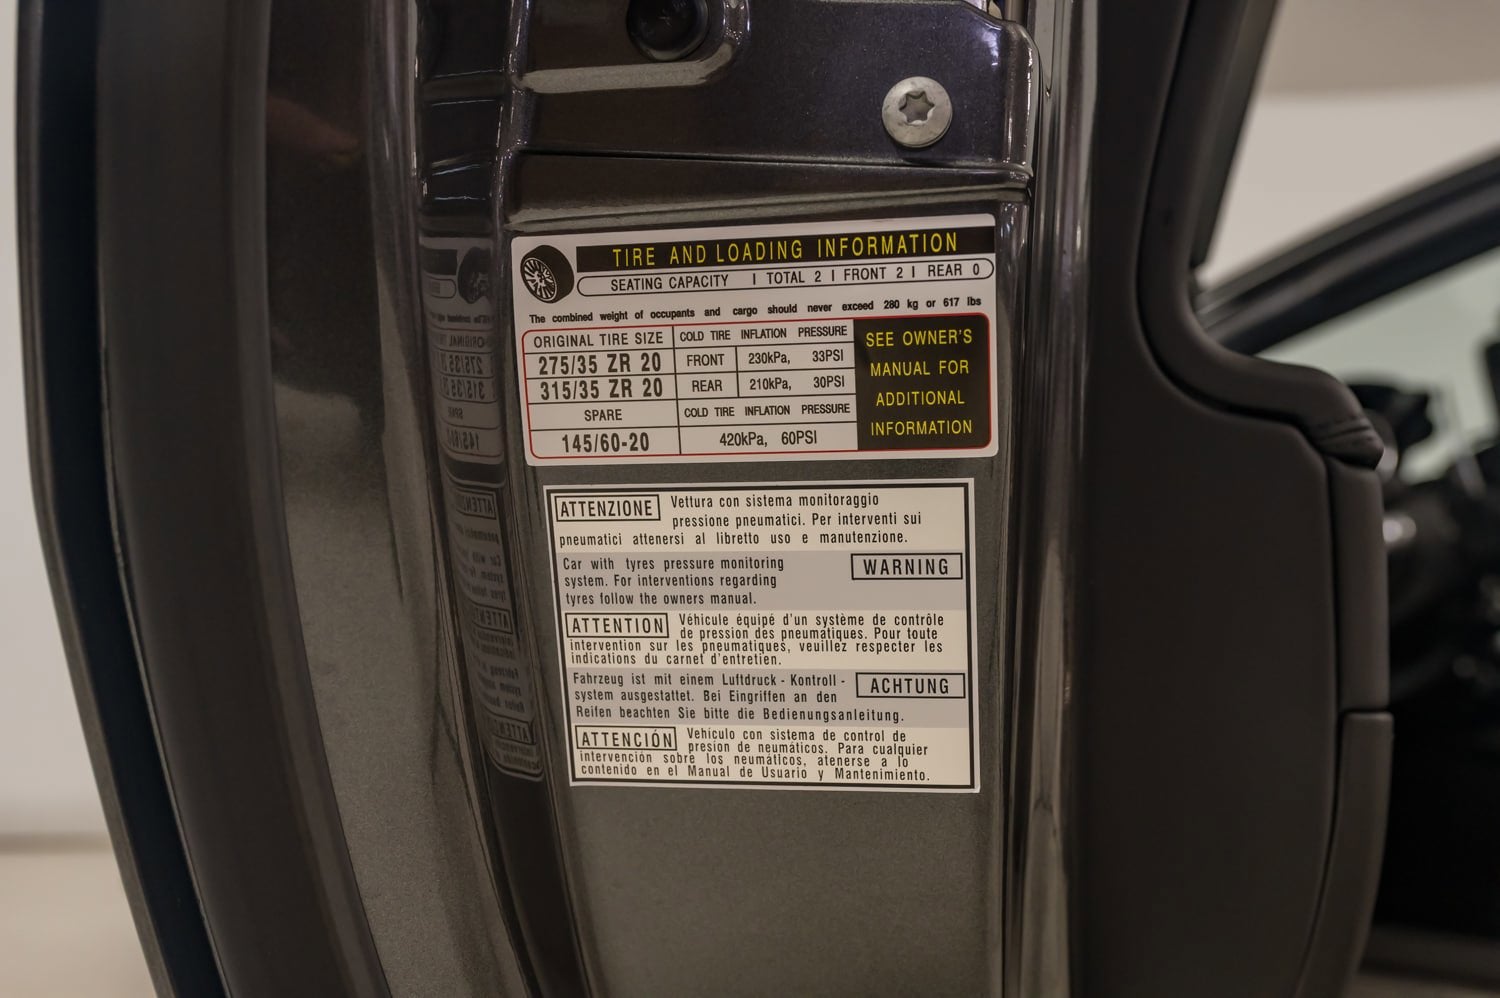 TIRE AND LOADING INFORMATION
SEATING CAPACITY | TOTAL 2 | FRONT 2 | REAR 0
The combined weight of occupants and cargo should never exceed 280 kg or 617 lbs
ORIGINAL TIRE SIZE COLD TIRE INFLATION PRESSURE
275/35 ZR 20 FRONT 230kPa, 33PSI
315/35 ZR 20 REAR 210kPa, 30PSI
SPARE COLD TIRE INFLATION PRESSURE
145/60-20 420kPa, 60PSI
SEE OWNER'S
MANUAL FOR
ADDITIONAL
INFORMATION
ATTENZIONE Vettura con sistema monitoraggio
pressione pneumatici. Per interventi sui
pneumatici attenersi al libretto uso e manutenzione.
Car with tyres pressure monitoring WARNING
system. For interventions regarding
tyres follow the owners manual.
ATTENTION Véhicule équipé d'un système de contrôle
de pression des pneumatiques. Pour toute
intervention sur les pneumatiques, veuillez respecter les
indications du carnet d'entretien.
Fahrzeug ist mit einem Luftdruck - Kontroll - ACHTUNG
system ausgestattet. Bei Eingriffen an den
Reifen beachten Sie bitte die Bedienungsanleitung.
ATTENCIÓN Vehículo con sistema de control de
presion de neumáticos. Para cualquier
intervención sobre los neumáticos, atenerse a lo
contenido en el Manual de Usuario y Mantenimiento.